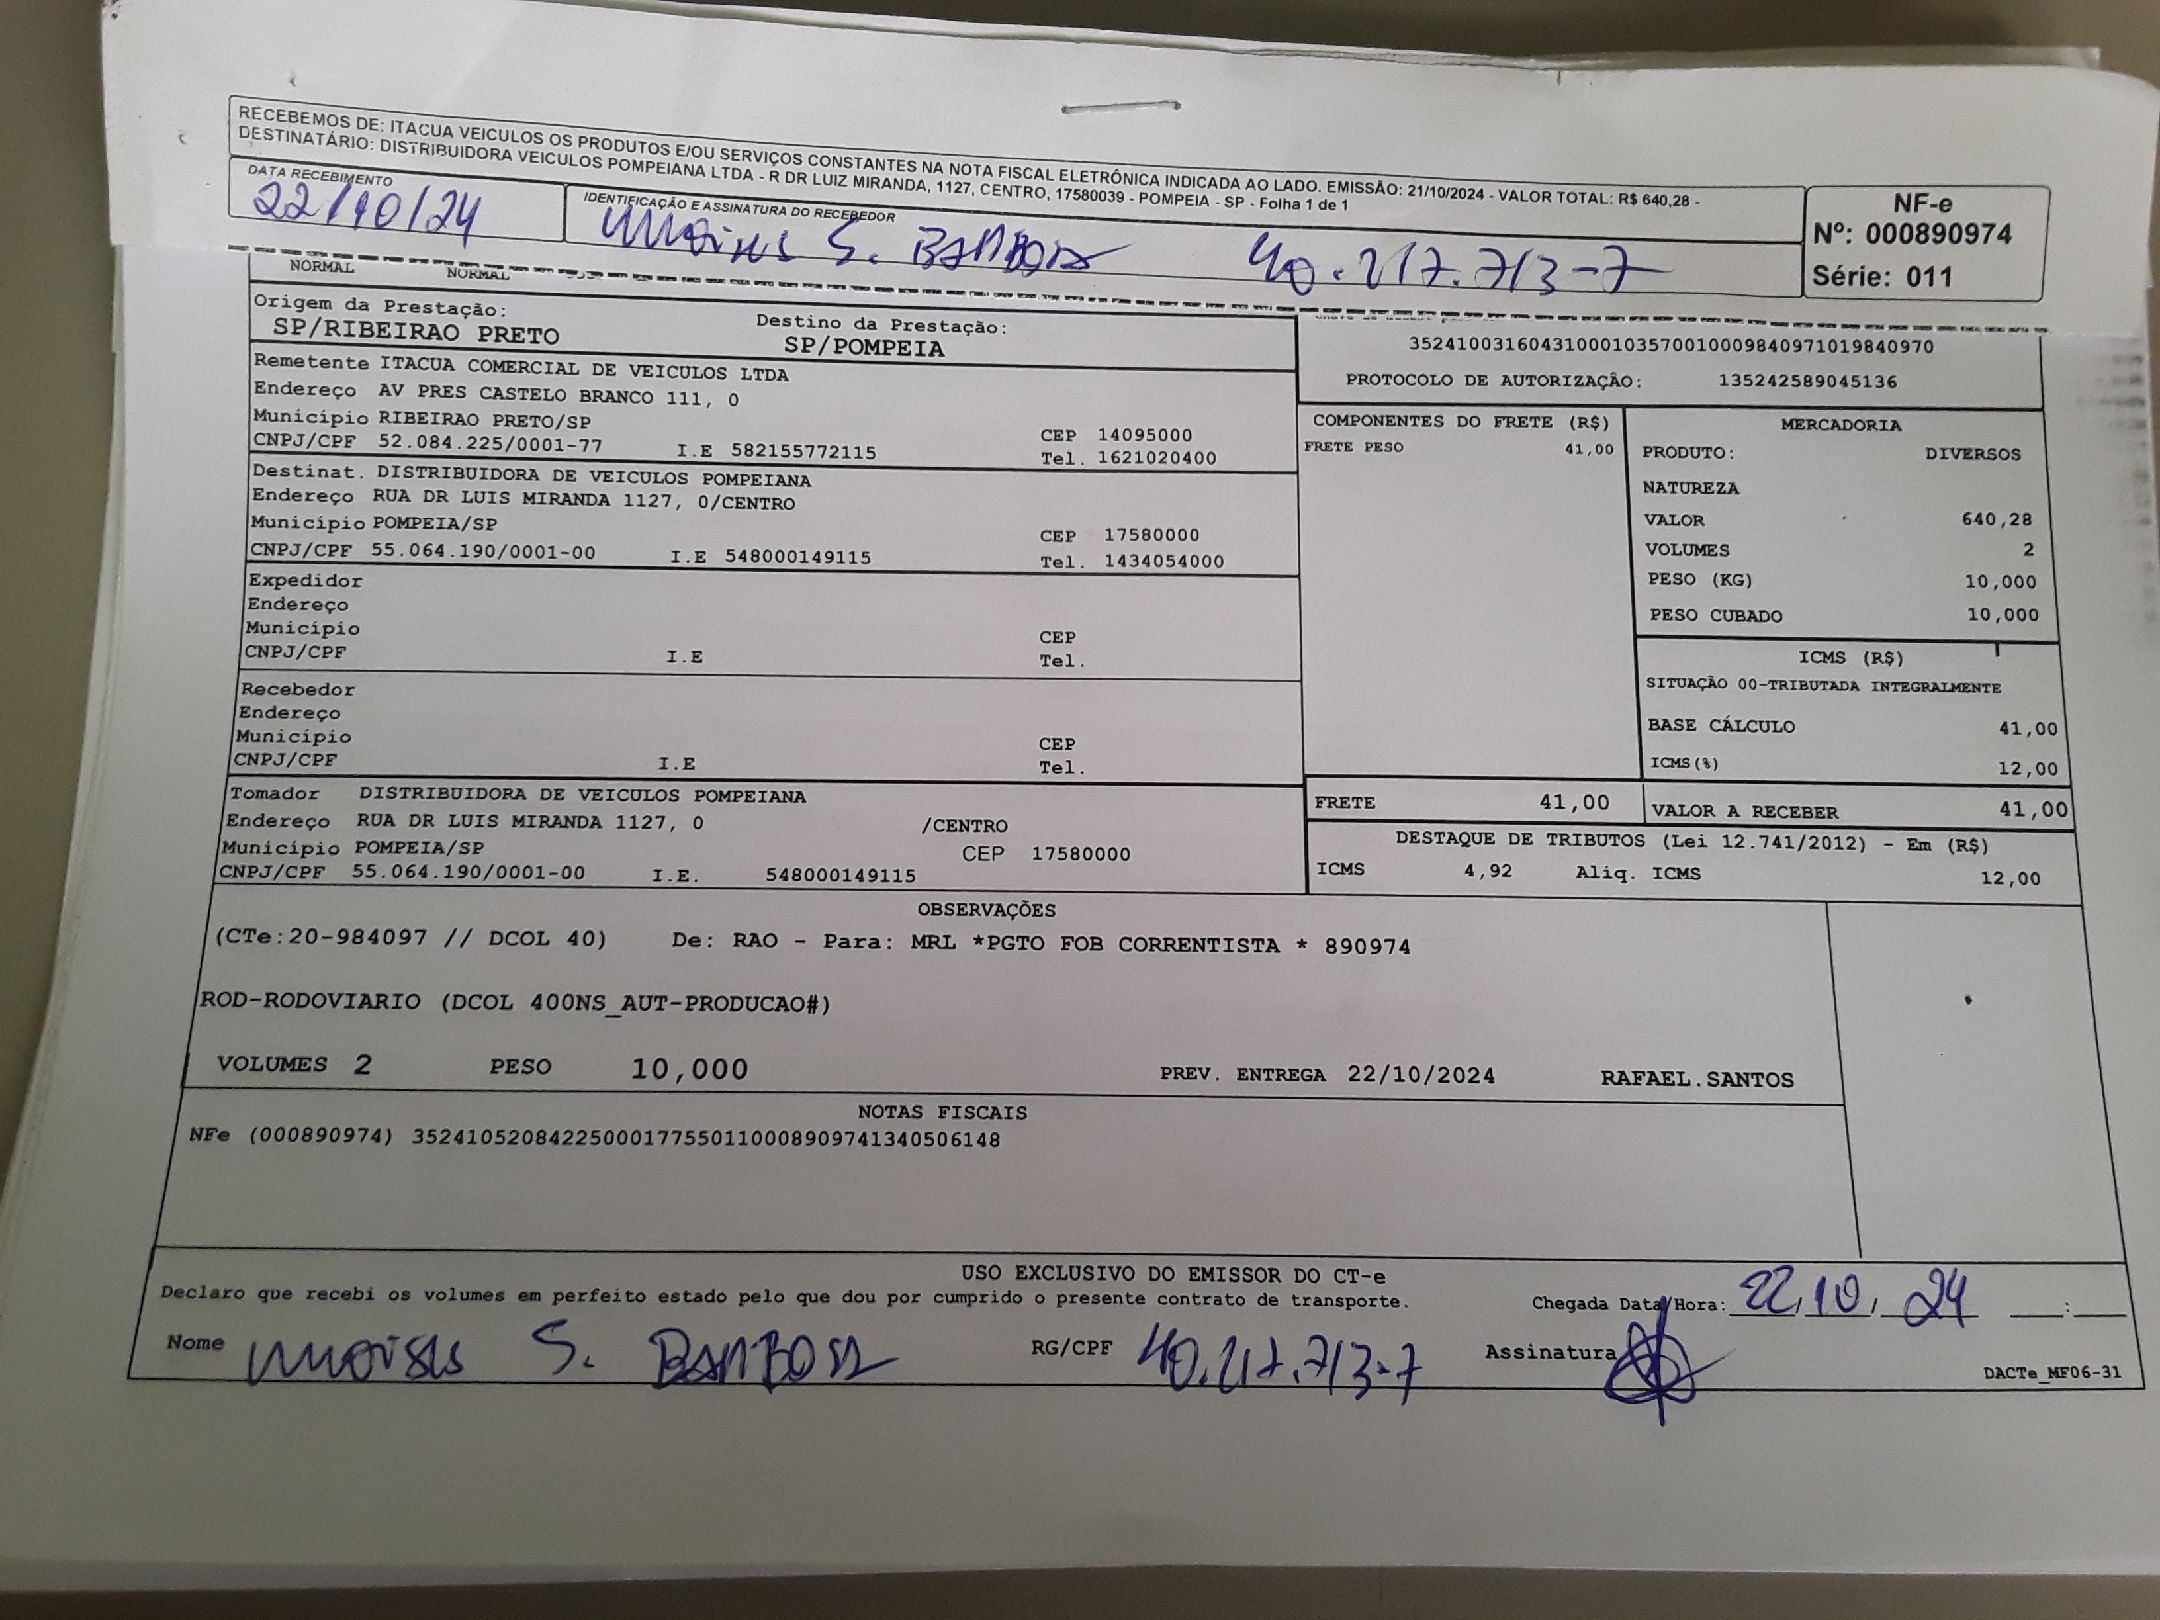 RECEBEMOS DE: ITACUA VEICULOS OS PRODUTOS E/OU SERVIÇOS CONSTANTES NA NOTA FISCAL ELETRÔNICA INDICADA AO LADO. EMISSÃO: 21/10/2024 - VALOR TOTAL: R$ 640,28 -
DESTINATÁRIO: DISTRIBUIDORA VEICULOS POMPEIANA LTDA - R DR LUIZ MIRANDA, 1127, CENTRO, 17580039 - POMPEIA - SP - Folha 1 de 1
DATA RECEBIMENTO
22/10/24
IDENTIFICAÇÃO E ASSINATURA DO RECEBEDOR
Moises S. BARBOSA 40.217.713-7
NF-e
Nº: 000890974
Série: 011
NORMAL NORMAL
Origem da Prestação:
SP/RIBEIRAO PRETO
Destino da Prestação:
SP/POMPEIA
35241003160431000103570010009840971019840970
PROTOCOLO DE AUTORIZAÇÃO: 135242589045136
Remetente ITACUA COMERCIAL DE VEICULOS LTDA
Endereço AV PRES CASTELO BRANCO 111, 0
Município RIBEIRAO PRETO/SP CEP 14095000
CNPJ/CPF 52.084.225/0001-77 I.E 582155772115 Tel. 1621020400
Destinat. DISTRIBUIDORA DE VEICULOS POMPEIANA
Endereço RUA DR LUIS MIRANDA 1127, 0/CENTRO
Município POMPEIA/SP CEP 17580000
CNPJ/CPF 55.064.190/0001-00 I.E 548000149115 Tel. 1434054000
Expedidor
Endereço
Município CEP
CNPJ/CPF I.E Tel.
Recebedor
Endereço
Município CEP
CNPJ/CPF I.E Tel.
Tomador DISTRIBUIDORA DE VEICULOS POMPEIANA
Endereço RUA DR LUIS MIRANDA 1127, 0 /CENTRO
Município POMPEIA/SP CEP 17580000
CNPJ/CPF 55.064.190/0001-00 I.E. 548000149115
COMPONENTES DO FRETE (R$)
FRETE PESO 41,00
MERCADORIA
PRODUTO: DIVERSOS
NATUREZA
VALOR 640,28
VOLUMES 2
PESO (KG) 10,000
PESO CUBADO 10,000
ICMS (R$)
SITUAÇÃO 00-TRIBUTADA INTEGRALMENTE
BASE CÁLCULO 41,00
ICMS(%) 12,00
FRETE 41,00 VALOR A RECEBER 41,00
DESTAQUE DE TRIBUTOS (Lei 12.741/2012) - Em (R$)
ICMS 4,92 Aliq. ICMS 12,00
OBSERVAÇÕES
(CTe:20-984097 // DCOL 40) De: RAO - Para: MRL *PGTO FOB CORRENTISTA * 890974
ROD-RODOVIARIO (DCOL 400NS_AUT-PRODUCAO#)
VOLUMES 2 PESO 10,000 PREV. ENTREGA 22/10/2024 RAFAEL.SANTOS
NOTAS FISCAIS
NFe (000890974) 35241052084225000177550110008909741340506148
USO EXCLUSIVO DO EMISSOR DO CT-e
Declaro que recebi os volumes em perfeito estado pelo que dou por cumprido o presente contrato de transporte. Chegada Data/Hora: 22/10/24 :
Nome Moises S. BARBOSA RG/CPF 40.217.713-7 Assinatura
DACTe_MF06-31